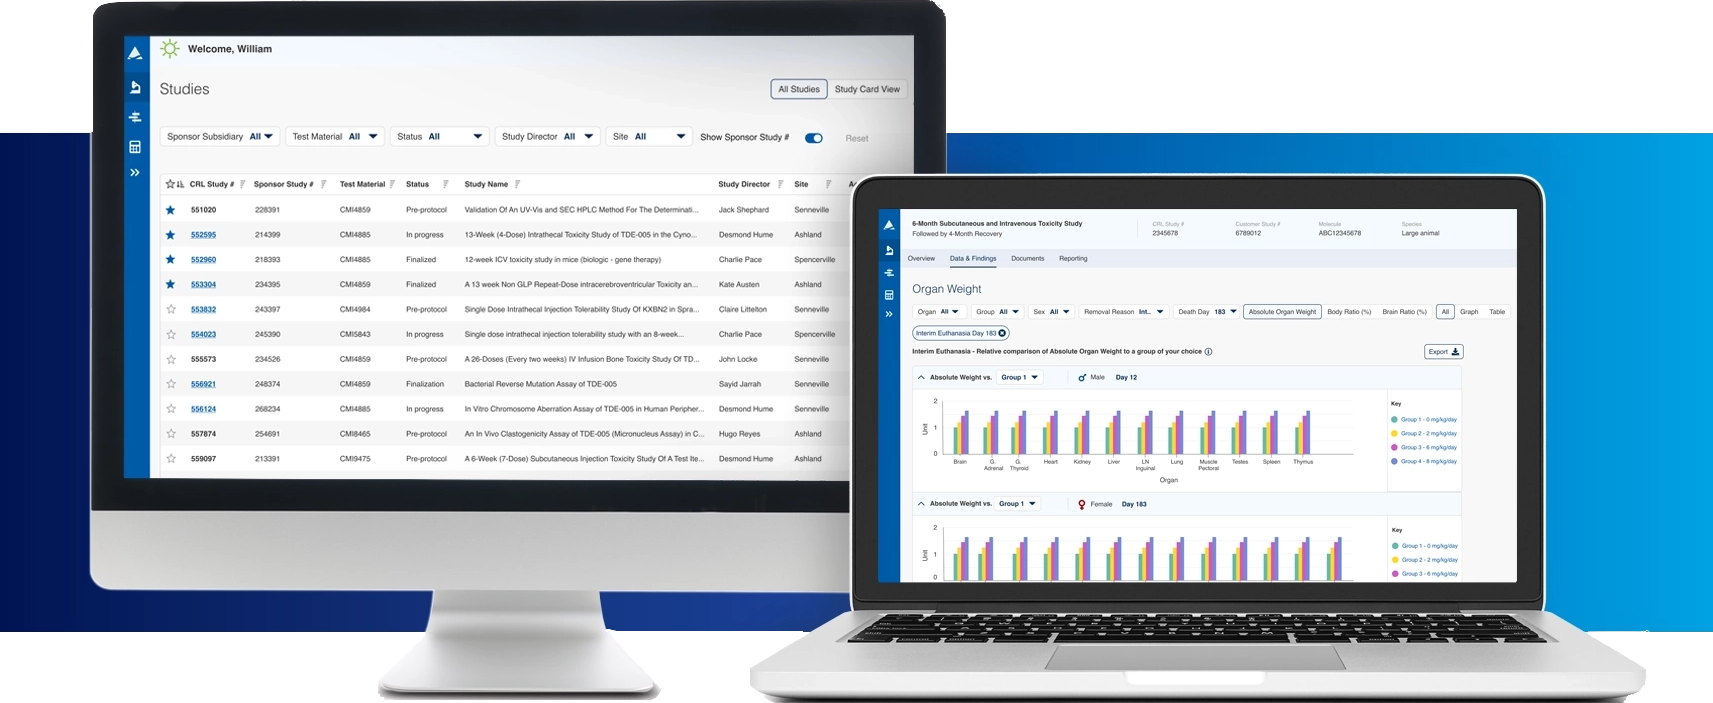 Welcome, William
Studies
All Studies Study Card View
Sponsor Subsidiary All Test Material All Status All Study Director All Site All Show Sponsor Study # Reset
CRL Study # Sponsor Study # Test Material Status Study Name Study Director Site
551020 228391 CMI4859 Pre-protocol Validation Of An UV-Vis and SEC HPLC Method For The Determinati... Jack Shephard Senneville
552595 214399 CMI4885 In progress 13-Week (4-Dose) Intrathecal Toxicity Study of TDE-005 in the Cyno... Desmond Hume Ashland
552960 218393 CMI4885 Finalized 12-week ICV toxicity study in mice (biologic - gene therapy) Charlie Pace Spencerville
553304 234395 CMI4859 Finalized A 13 week Non GLP Repeat-Dose intracerebroventricular Toxicity an... Kate Austen Ashland
553832 243397 CMI4984 Pre-protocol Single Dose Intrathecal Injection Tolerability Study Of KXBN2 in Spra... Claire Littelton Senneville
554023 245390 CMI5843 In progress Single dose intrathecal injection tolerability study with an 8-week... Charlie Pace Spencerville
555573 234526 CMI4859 Pre-protocol A 26-Doses (Every two weeks) IV Infusion Bone Toxicity Study Of TD... John Locke Senneville
556921 248374 CMI4859 Finalization Bacterial Reverse Mutation Assay of TDE-005 Sayid Jarrah Senneville
556124 268234 CMI4885 In progress In Vitro Chromosome Aberration Assay of TDE-005 in Human Peripher... Desmond Hume Senneville
557874 254691 CMI8465 Pre-protocol An In Vivo Clastogenicity Assay of TDE-005 (Micronucleus Assay) in C... Hugo Reyes Ashland
559097 213391 CMI9475 Pre-protocol A 6-Week (7-Dose) Subcutaneous Injection Toxicity Study Of A Test Ite... Desmond Hume Ashland
6-Month Subcutaneous and Intravenous Toxicity Study
Followed by 4-Month Recovery
CRL Study # Customer Study # Molecule Species
2345678 6789012 ABC12345678 Large animal
Overview Data & Findings Documents Reporting
Organ Weight
Organ All Group All Sex All Removal Reason Int.. Death Day 183 Absolute Organ Weight Body Ratio (%) Brain Ratio (%) All Graph Table
Interim Euthanasia Day 183
Interim Euthanasia - Relative comparison of Absolute Organ Weight to a group of your choice Export
Absolute Weight vs. Group 1 Male Day 12
2
1
0
Unit
Brain G. Adrenal G. Thyroid Heart Kidney Liver LN Inguinal Lung Muscle Pectoral Testes Spleen Thymus
Organ
Key
Group 1 - 0 mg/kg/day
Group 2 - 2 mg/kg/day
Group 3 - 6 mg/kg/day
Group 4 - 8 mg/kg/day
Absolute Weight vs. Group 1 Female Day 183
2
1
0
Unit
Key
Group 1 - 0 mg/kg/day
Group 2 - 2 mg/kg/day
Group 3 - 6 mg/kg/day